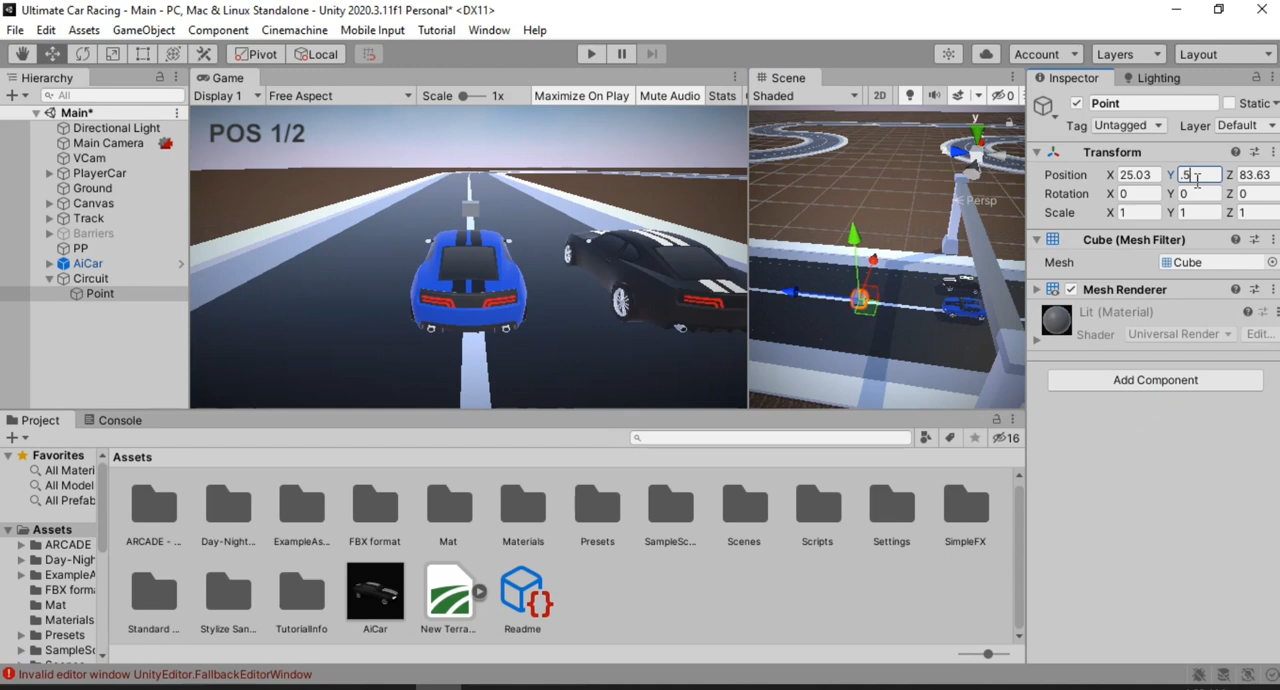 Ultimate Car Racing - Main - PC, Mac & Linux Standalone - Unity 2020.3.11f1 Personal* <DX11>
File Edit Assets GameObject Component Cinemachine Mobile Input Tutorial Window Help
Pivot Local Account Layers Layout
Hierarchy
All
Main*
Directional Light
Main Camera
VCam
PlayerCar
Ground
Canvas
Track
Barriers
PP
AiCar
Circuit
Point
Game
Display 1 Free Aspect Scale 1x Maximize On Play Mute Audio Stats
POS 1/2
Scene
Shaded 2D 0
y
Persp
Inspector Lighting
Point Static
Tag Untagged Layer Default
Transform
Position X 25.03 Y .5 Z 83.63
Rotation X 0 Y 0 Z 0
Scale X 1 Y 1 Z 1
Cube (Mesh Filter)
Mesh Cube
Mesh Renderer
Lit (Material)
Shader Universal Render Edit...
Add Component
Project Console
16
Favorites
All Materi
All Model
All Prefab
Assets
ARCADE
Day-Nigh
ExampleA
FBX forma
Mat
Materials
Presets
SampleSc
Assets
ARCADE - ... Day-Night... ExampleAs... FBX format Mat Materials Presets SampleSc... Scenes Scripts Settings SimpleFX
Standard ... Stylize San... TutorialInfo AiCar New Terra... Readme
Invalid editor window UnityEditor.FallbackEditorWindow